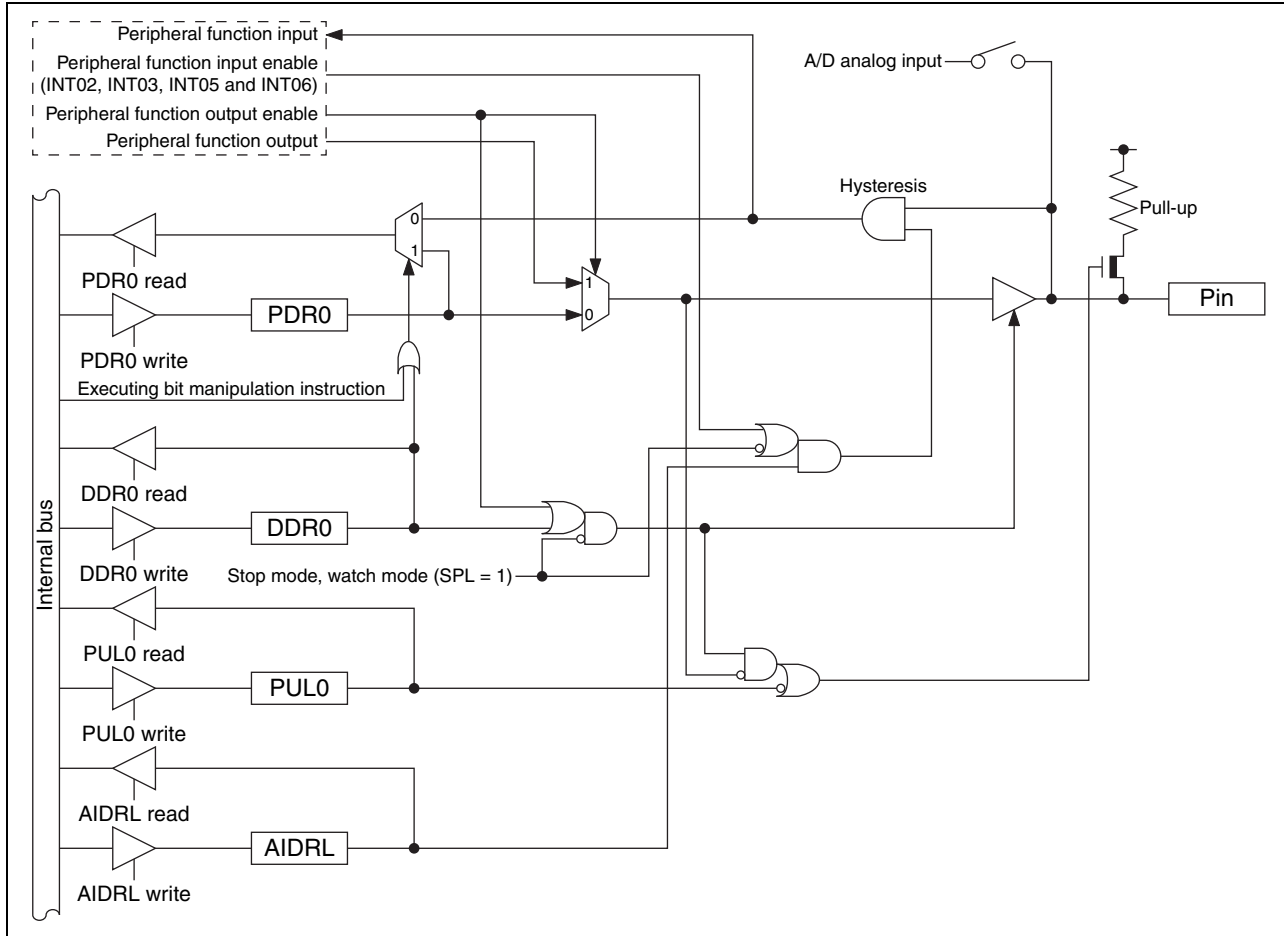 Peripheral function input
Peripheral function input enable
(INT02, INT03, INT05 and INT06)
Peripheral function output enable
Peripheral function output
A/D analog input
Hysteresis
Pull-up
0
1
PDR0 read
1
0
PDR0
Pin
PDR0 write
Executing bit manipulation instruction
DDR0 read
DDR0
DDR0 write
Stop mode, watch mode (SPL = 1)
Internal bus
PUL0 read
PUL0
PUL0 write
AIDRL read
AIDRL
AIDRL write